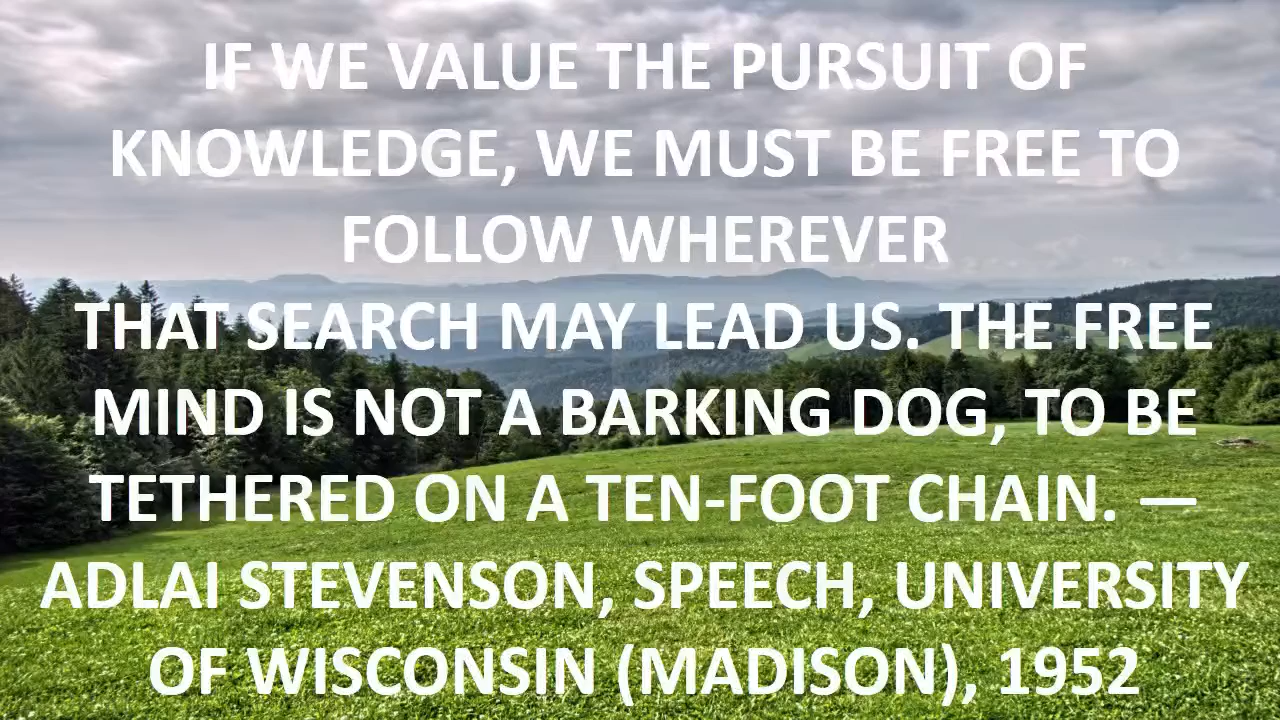 IF WE VALUE THE PURSUIT OF
KNOWLEDGE, WE MUST BE FREE TO
FOLLOW WHEREVER
THAT SEARCH MAY LEAD US. THE FREE
MIND IS NOT A BARKING DOG, TO BE
TETHERED ON A TEN-FOOT CHAIN. —
ADLAI STEVENSON, SPEECH, UNIVERSITY
OF WISCONSIN (MADISON), 1952